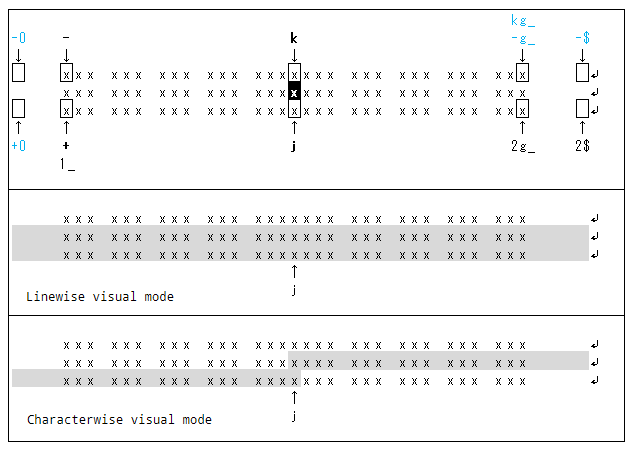 kg_
-0 - k -g_ -$
↓ ↓ ↓ ↓
x x x  x x x  x x x  x x x  x x x x x x x  x x x  x x x  x x x  x x x ↲
x x x  x x x  x x x  x x x  x x x x x x x  x x x  x x x  x x x  x x x ↲
x x x  x x x  x x x  x x x  x x x x x x x  x x x  x x x  x x x  x x x ↲
↑ ↑ ↑ ↑ ↑
+0 + j 2g_ 2$
1_
x x x  x x x  x x x  x x x  x x x x x x x  x x x  x x x  x x x  x x x ↲
x x x  x x x  x x x  x x x  x x x x x x x  x x x  x x x  x x x  x x x ↲
x x x  x x x  x x x  x x x  x x x x x x x  x x x  x x x  x x x  x x x ↲
↑
j
Linewise visual mode
x x x  x x x  x x x  x x x  x x x x x x x  x x x  x x x  x x x  x x x ↲
x x x  x x x  x x x  x x x  x x x x x x x  x x x  x x x  x x x  x x x ↲
x x x  x x x  x x x  x x x  x x x x x x x  x x x  x x x  x x x  x x x ↲
↑
j
Characterwise visual mode